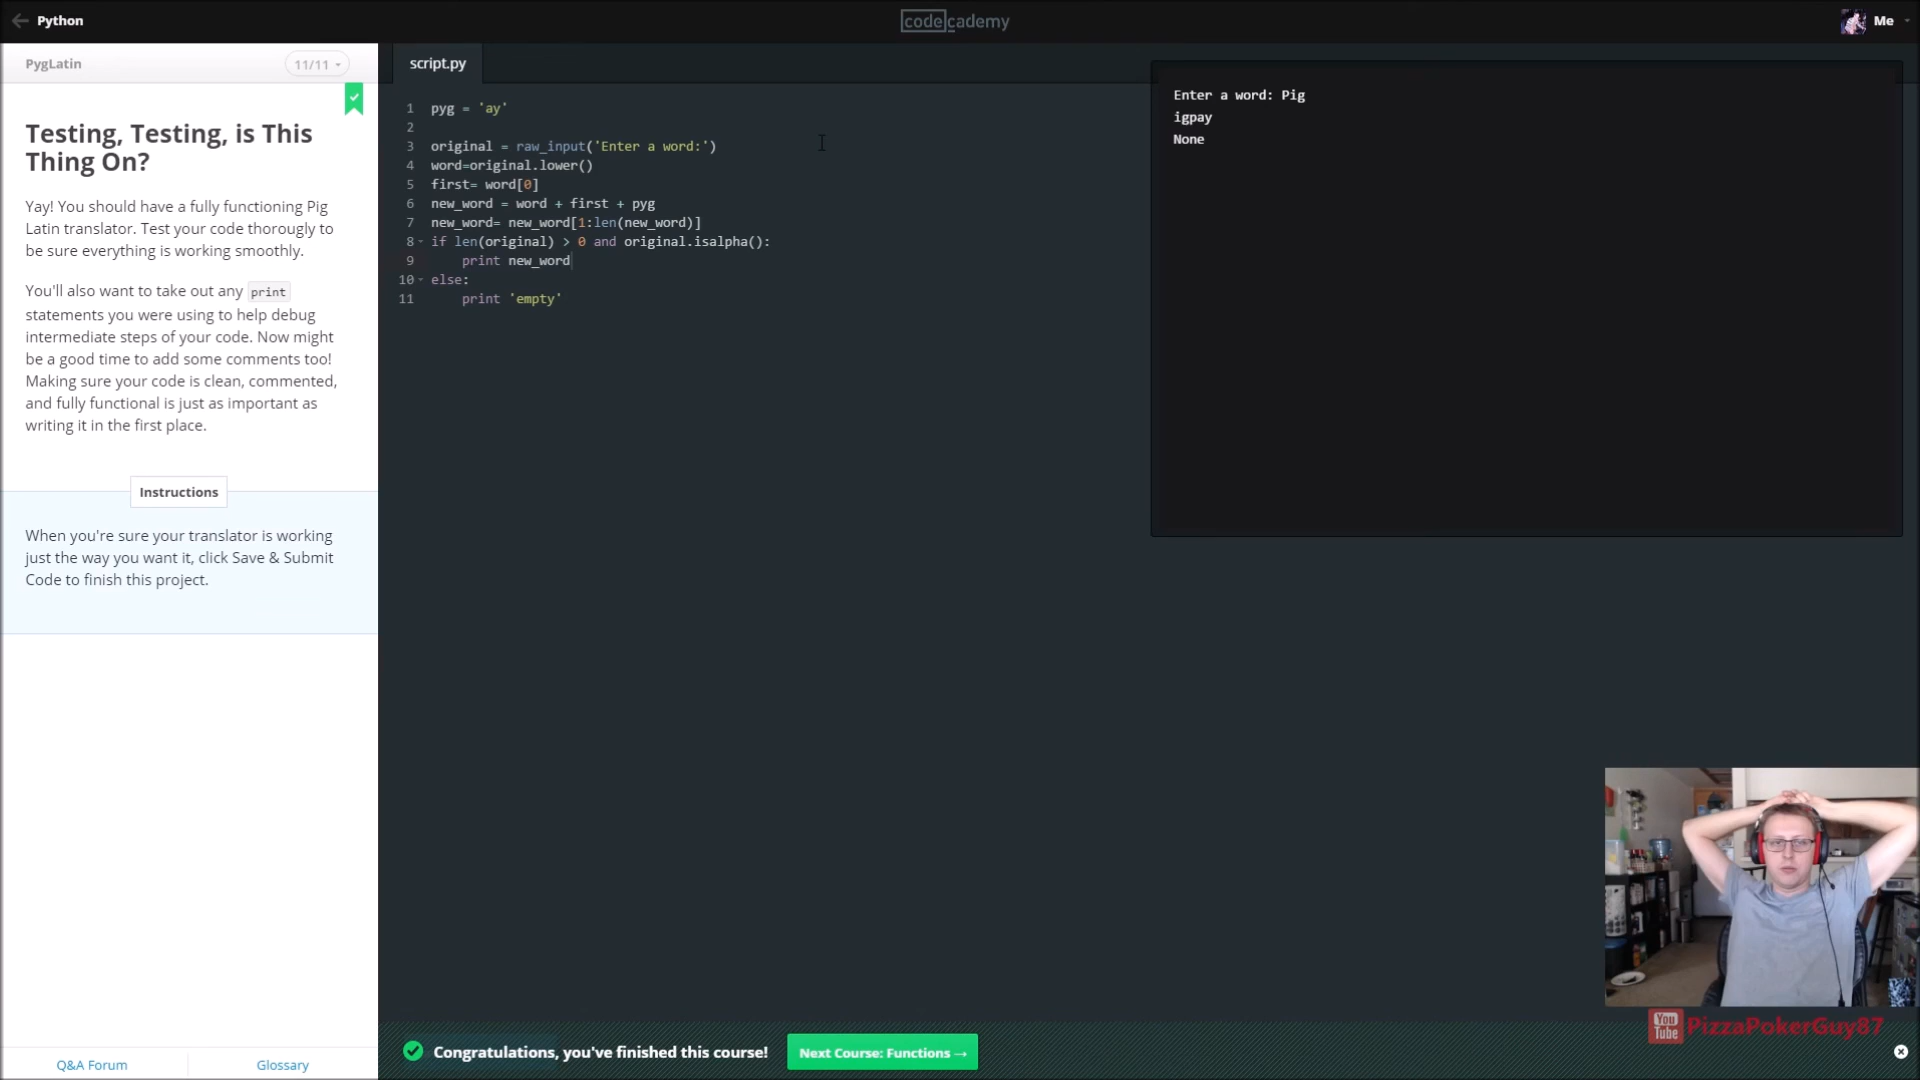 Python
codecademy
Me
PygLatin
11/11
Testing, Testing, is This
Thing On?
Yay! You should have a fully functioning Pig
Latin translator. Test your code thorougly to
be sure everything is working smoothly.
You'll also want to take out any print
statements you were using to help debug
intermediate steps of your code. Now might
be a good time to add some comments too!
Making sure your code is clean, commented,
and fully functional is just as important as
writing it in the first place.
Instructions
When you're sure your translator is working
just the way you want it, click Save & Submit
Code to finish this project.
Q&A Forum
Glossary
script.py
1 pyg = 'ay'
2
3 original = raw_input('Enter a word:')
4 word=original.lower()
5 first= word[0]
6 new_word = word + first + pyg
7 new_word= new_word[1:len(new_word)]
8 if len(original) > 0 and original.isalpha():
9 print new_word
10 else:
11 print 'empty'
Enter a word: Pig
igpay
None
Congratulations, you've finished this course!
Next Course: Functions →
You Tube PizzaPokerGuy87